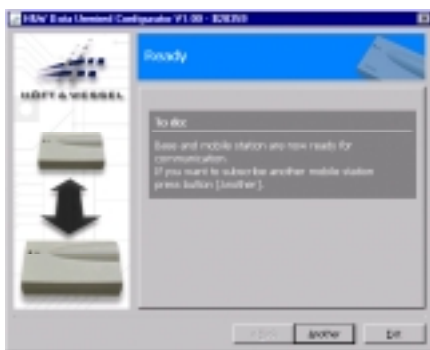 H&W Data Unwired Configurator V1.00 -
Ready
HÖFT & WESSEL
To do:
Base and mobile station are now ready for
communication.
If you want to subscribe another mobile station
press button [Another].
< Back
Another
Exit